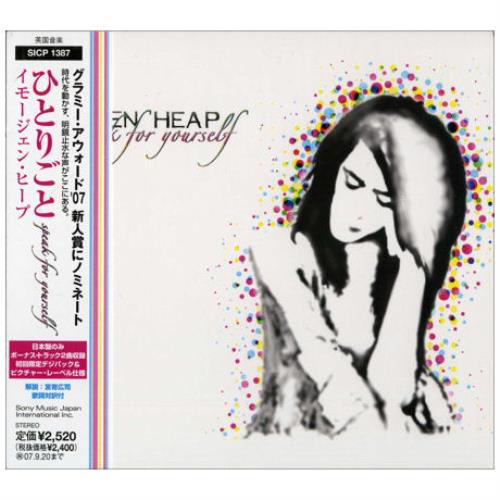 英国音楽
SICP 1387
グラミー・アウォード'07 新人賞にノミネート
時代を動かす、明鏡止水な声がここにある。
ひとりごと
speak for yourself
イモージェン・ヒープ
日本盤のみ
ボーナストラック2曲収録
初回限定デジパック&
ピクチャー・レーベル仕様
解説:宮嵜広司
歌詞対訳付
Sony Music Japan
International Inc.
STEREO
定価¥2,520
(税抜価格¥2,400)
㊟07.9.20まで
EN HEAP
for yourself